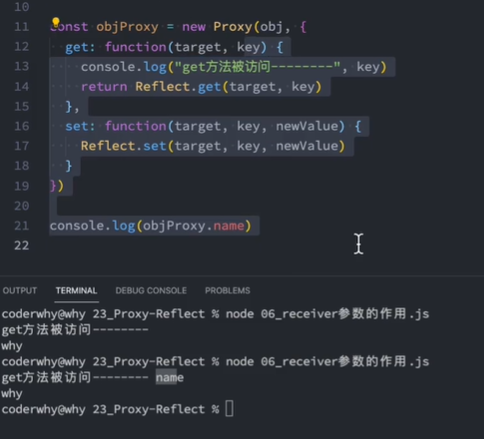 10
11 const objProxy = new Proxy(obj, {
12 get: function(target, key) {
13 console.log("get方法被访问--------", key)
14 return Reflect.get(target, key)
15 },
16 set: function(target, key, newValue) {
17 Reflect.set(target, key, newValue)
18 }
19 })
20
21 console.log(objProxy.name)
22
OUTPUT TERMINAL DEBUG CONSOLE PROBLEMS
coderwhy@why 23_Proxy-Reflect % node 06_receiver参数的作用.js
get方法被访问--------
why
coderwhy@why 23_Proxy-Reflect % node 06_receiver参数的作用.js
get方法被访问-------- name
why
coderwhy@why 23_Proxy-Reflect %